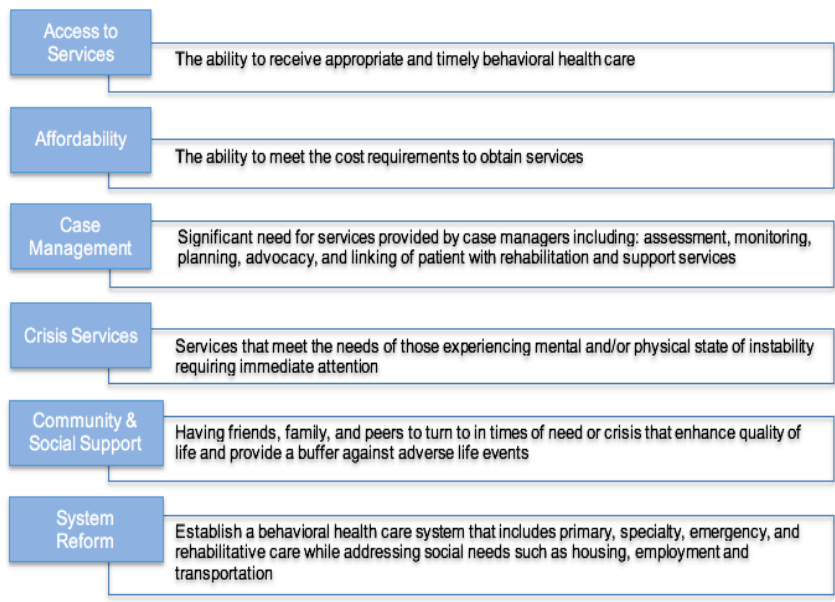 Access to
Services
The ability to receive appropriate and timely behavioral health care
Affordability
The ability to meet the cost requirements to obtain services
Case
Management
Significant need for services provided by case managers including: assessment, monitoring,
planning, advocacy, and linking of patient with rehabilitation and support services
Crisis Services
Services that meet the needs of those experiencing mental and/or physical state of instability
requiring immediate attention
Community &
Social Support
Having friends, family, and peers to turn to in times of need or crisis that enhance quality of
life and provide a buffer against adverse life events
System
Reform
Establish a behavioral health care system that includes primary, specialty, emergency, and
rehabilitative care while addressing social needs such as housing, employment and
transportation